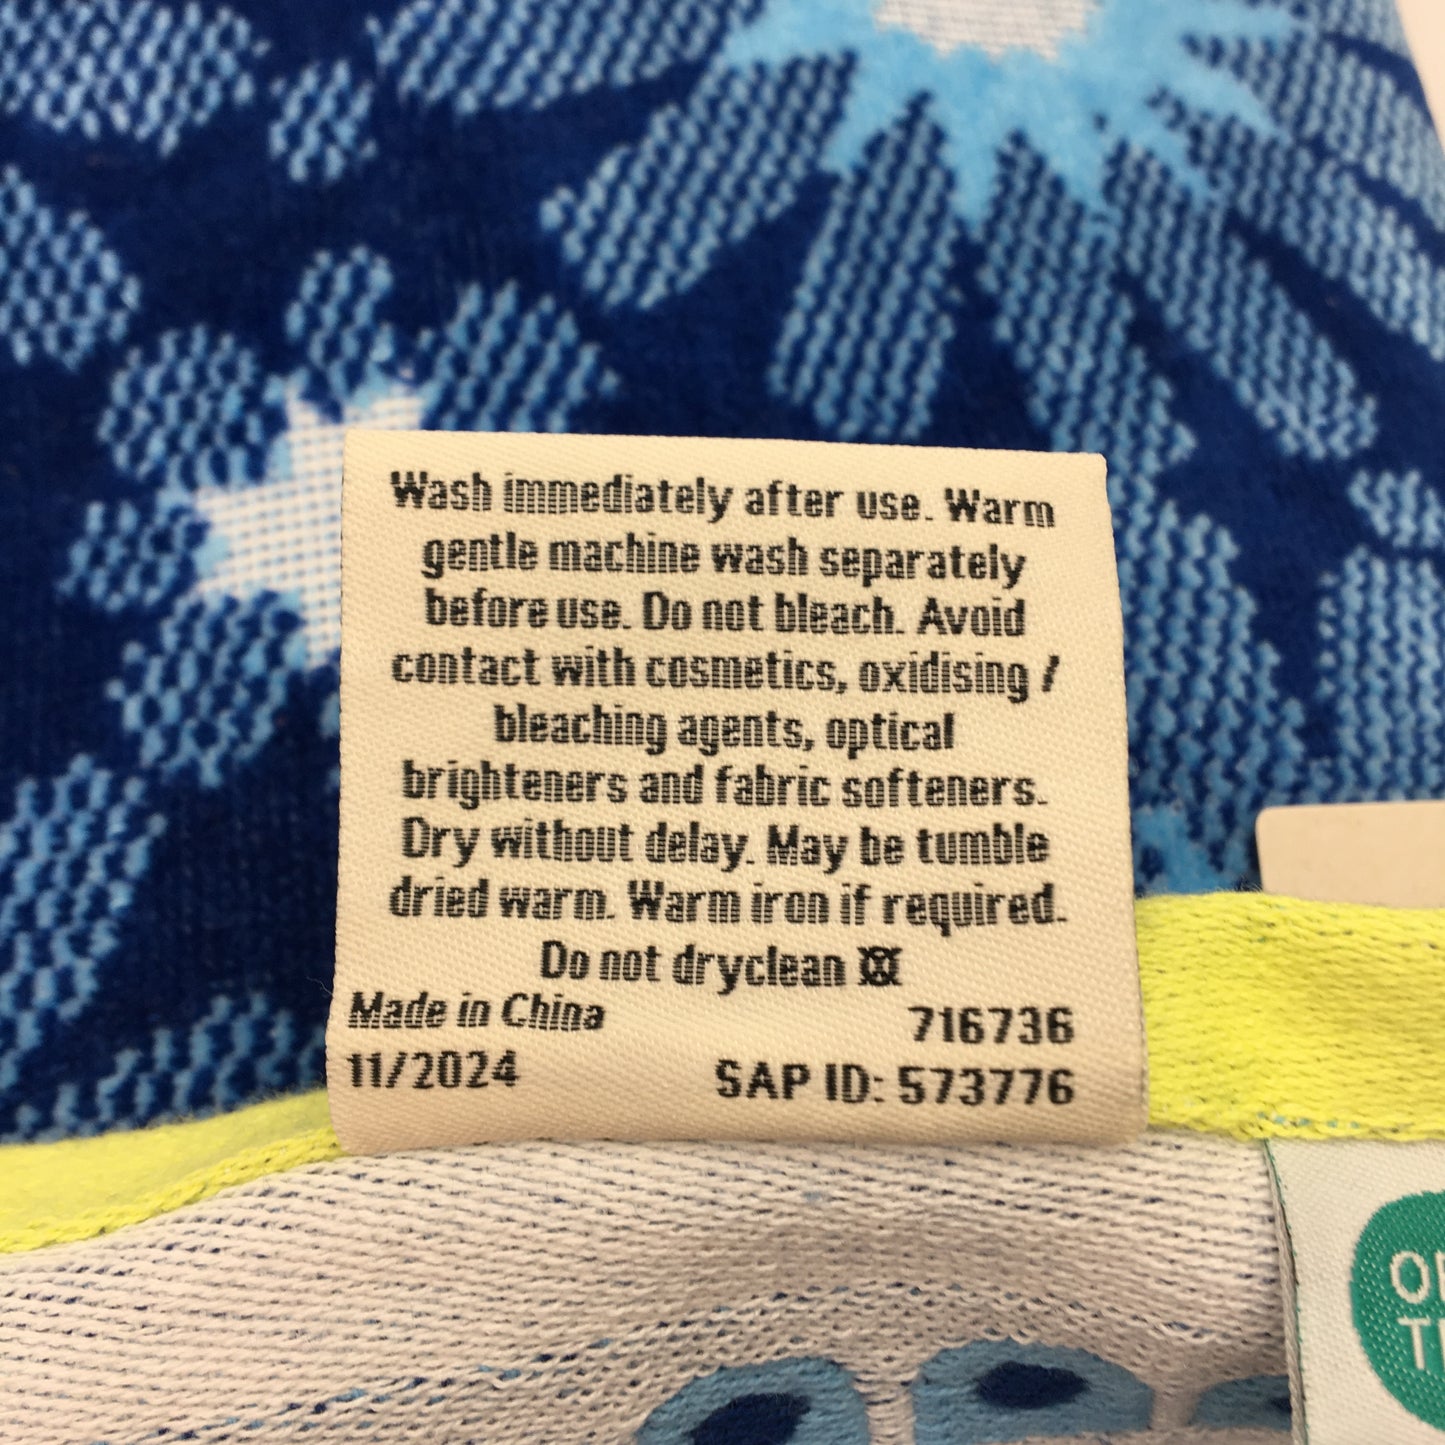 Wash immediately after use. Warm
gentle machine wash separately
before use. Do not bleach. Avoid
contact with cosmetics, oxidising /
bleaching agents, optical
brighteners and fabric softeners.
Dry without delay. May be tumble
dried warm. Warm iron if required.
Do not dryclean
Made in China 716736
11/2024 SAP ID: 573776